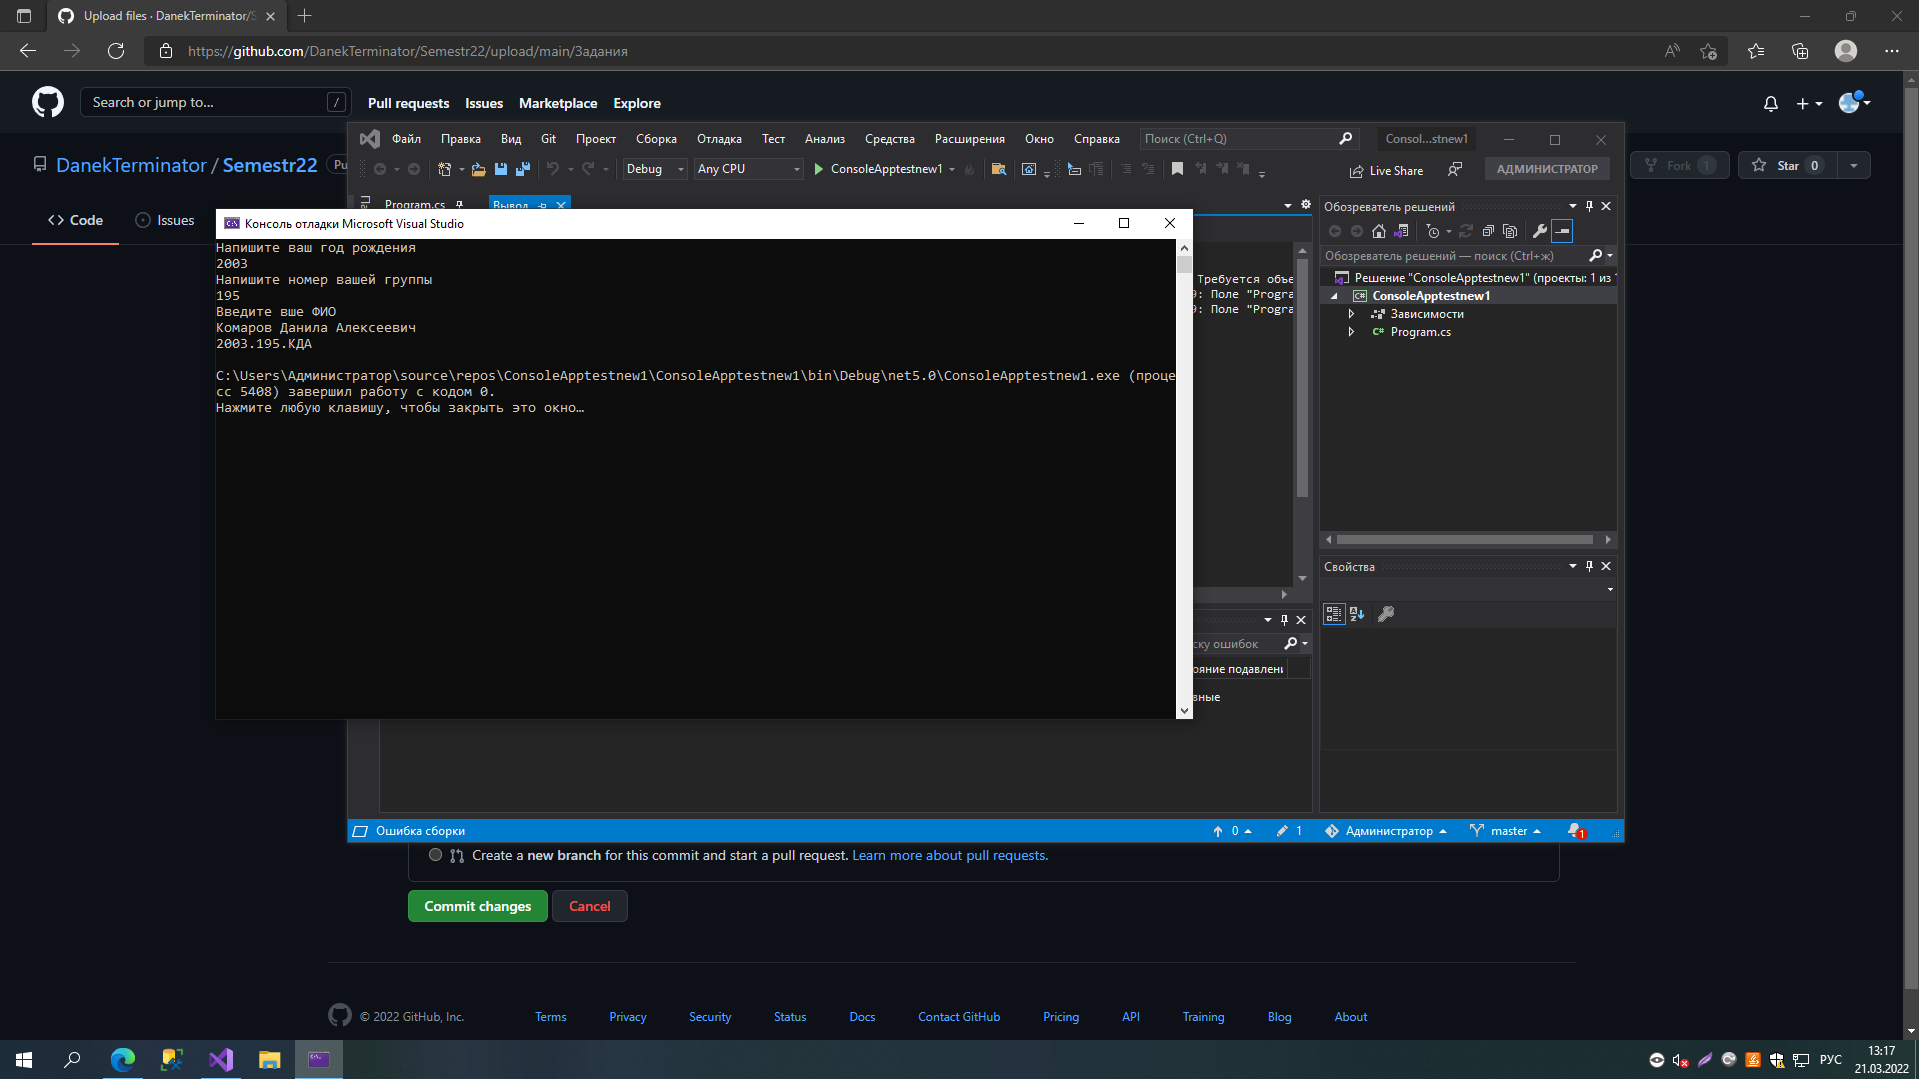 Upload files · DanekTerminator/S
https://github.com/DanekTerminator/Semestr22/upload/main/Задания
Search or jump to...
/
Pull requests
Issues
Marketplace
Explore
Файл
Правка
Вид
Git
Проект
Сборка
Отладка
Тест
Анализ
Средства
Расширения
Окно
Справка
Поиск (Ctrl+Q)
Consol...stnew1
DanekTerminator / Semestr22
Pu
Debug
Any CPU
ConsoleApptestnew1
Live Share
АДМИНИСТРАТОР
Fork 1
Star 0
Code
Issues
Program.cs
Вывод
Обозреватель решений
Консоль отладки Microsoft Visual Studio
Напишите ваш год рождения
2003
Напишите номер вашей группы
195
Введите вше ФИО
Комаров Данила Алексеевич
2003.195.КДА
C:\Users\Администратор\source\repos\ConsoleApptestnew1\ConsoleApptestnew1\bin\Debug\net5.0\ConsoleApptestnew1.exe (проце
сс 5408) завершил работу с кодом 0.
Нажмите любую клавишу, чтобы закрыть это окно…
Требуется объе
9: Поле "Progra
9: Поле "Progra
Обозреватель решений — поиск (Ctrl+ж)
Решение "ConsoleApptestnew1" (проекты: 1 из 1
ConsoleApptestnew1
Зависимости
Program.cs
Свойства
ску ошибок
ояние подавлени
вные
Ошибка сборки
0
1
Администратор
master
1
Create a new branch for this commit and start a pull request. Learn more about pull requests.
Commit changes
Cancel
© 2022 GitHub, Inc.
Terms
Privacy
Security
Status
Docs
Contact GitHub
Pricing
API
Training
Blog
About
РУС
13:17
21.03.2022